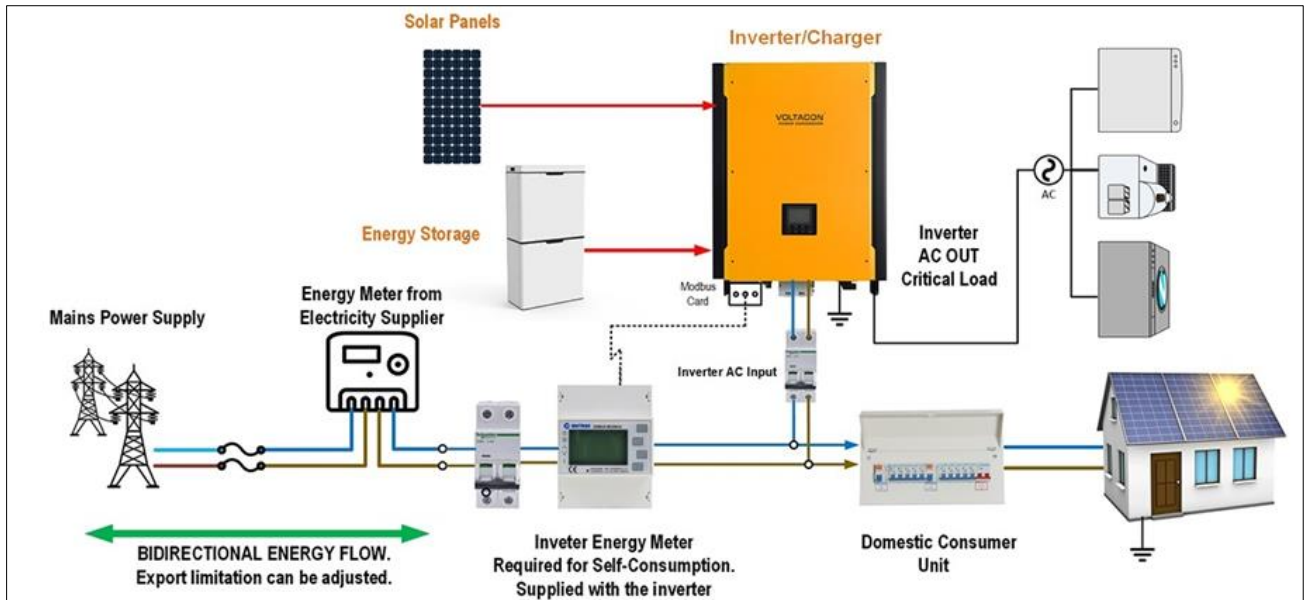 Solar Panels
Inverter/Charger
VOLTACON
AC
Energy Storage
Inverter
AC OUT
Critical Load
Modbus
Card
Energy Meter from
Electricity Supplier
Mains Power Supply
Inverter AC Input
BIDIRECTIONAL ENERGY FLOW.
Export limitation can be adjusted.
Inveter Energy Meter
Required for Self-Consumption.
Supplied with the inverter
Domestic Consumer
Unit